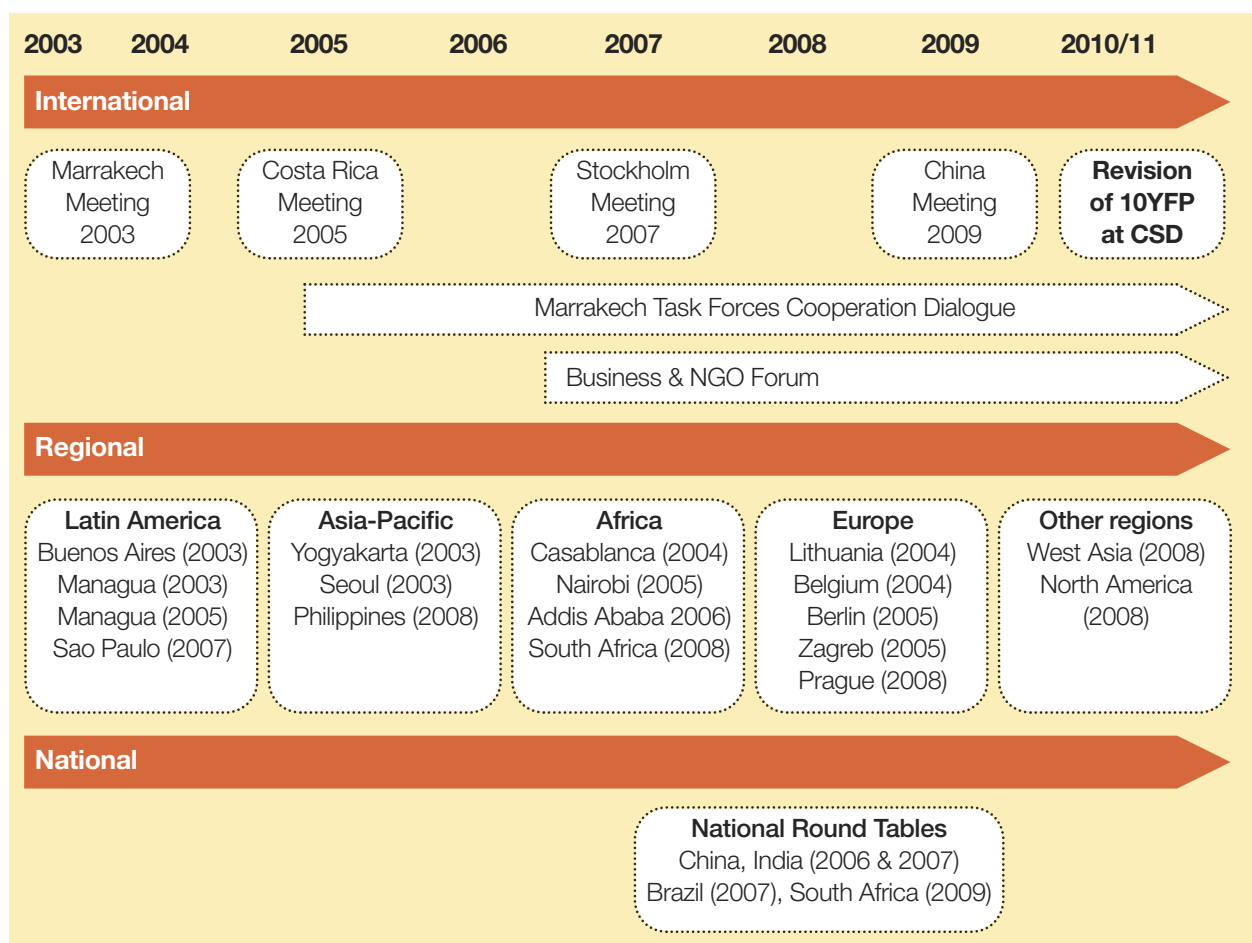 2003 2004 2005 2006 2007 2008 2009 2010/11
International
Marrakech
Meeting
2003
Costa Rica
Meeting
2005
Stockholm
Meeting
2007
China
Meeting
2009
Revision
of 10YFP
at CSD
Marrakech Task Forces Cooperation Dialogue
Business & NGO Forum
Regional
Latin America
Buenos Aires (2003)
Managua (2003)
Managua (2005)
Sao Paulo (2007)
Asia-Pacific
Yogyakarta (2003)
Seoul (2003)
Philippines (2008)
Africa
Casablanca (2004)
Nairobi (2005)
Addis Ababa 2006)
South Africa (2008)
Europe
Lithuania (2004)
Belgium (2004)
Berlin (2005)
Zagreb (2005)
Prague (2008)
Other regions
West Asia (2008)
North America
(2008)
National
National Round Tables
China, India (2006 & 2007)
Brazil (2007), South Africa (2009)